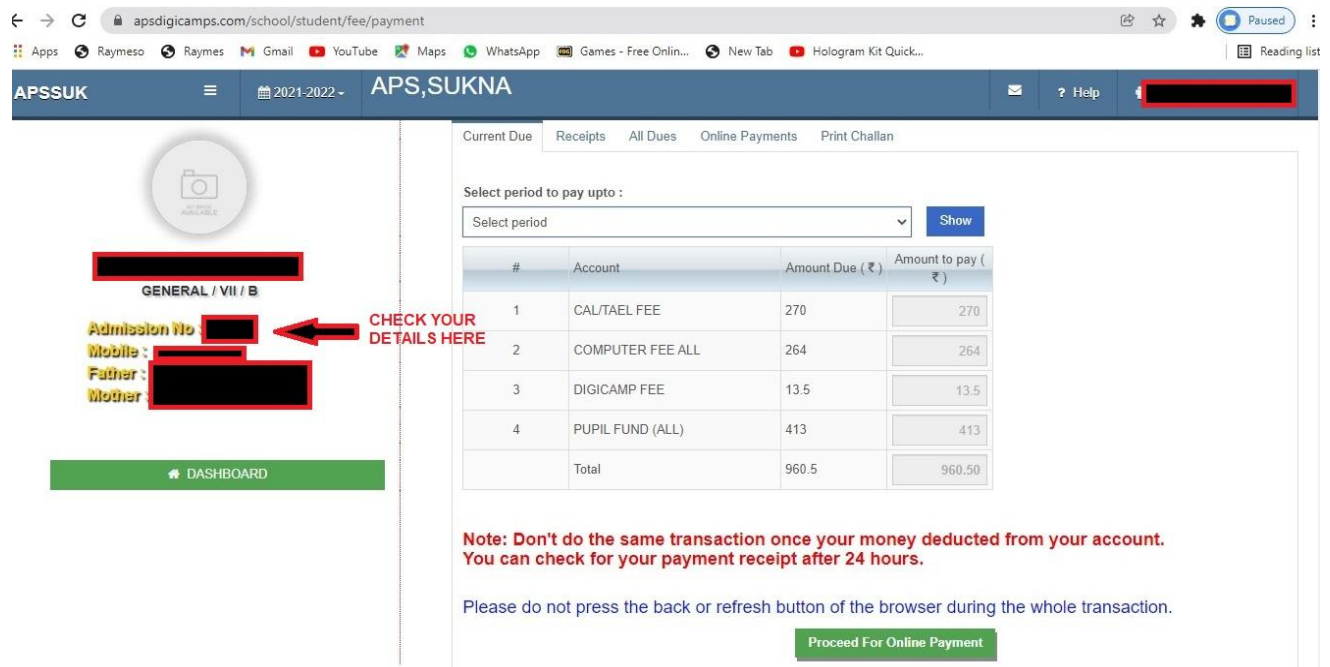 apsdigicamps.com/school/student/fee/payment
Paused
Apps Raymeso Raymes Gmail YouTube Maps WhatsApp Games - Free Onlin... New Tab Hologram Kit Quick... Reading list
APSSUK 2021-2022 APS,SUKNA ? Help
Current Due Receipts All Dues Online Payments Print Challan
NO IMAGE
AVAILABLE
GENERAL / VII / B
Admission No :
Mobile :
Father :
Mother :
CHECK YOUR
DETAILS HERE
DASHBOARD
Select period to pay upto :
Select period Show
# Account Amount Due ( ₹ ) Amount to pay ( ₹ )
1 CAL/TAEL FEE 270 270
2 COMPUTER FEE ALL 264 264
3 DIGICAMP FEE 13.5 13.5
4 PUPIL FUND (ALL) 413 413
Total 960.5 960.50
Note: Don't do the same transaction once your money deducted from your account.
You can check for your payment receipt after 24 hours.
Please do not press the back or refresh button of the browser during the whole transaction.
Proceed For Online Payment